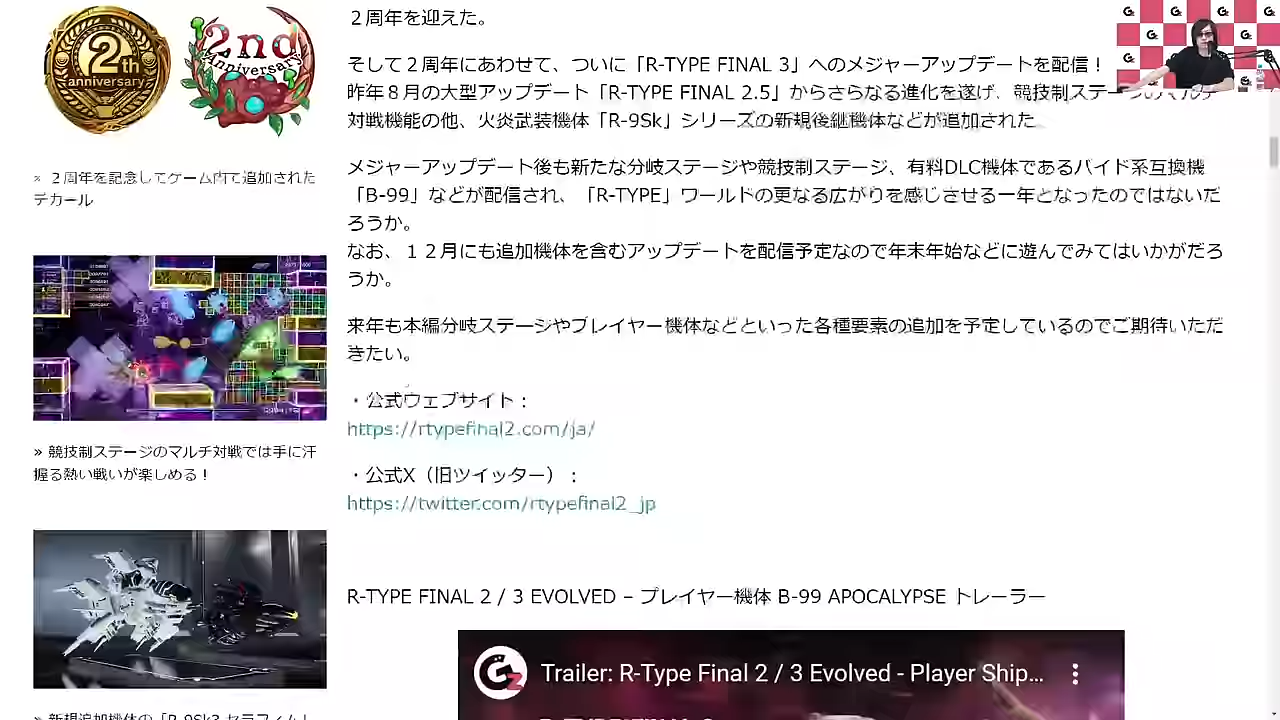 2th
anniversary
2nd
Anniversary
※ ２周年を記念してゲーム内で追加された
デカール
» 競技制ステージのマルチ対戦では手に汗
握る熱い戦いが楽しめる！
» 新規追加機体の「R-9Sk3 セラフィム」
２周年を迎えた。
そして２周年にあわせて、ついに「R-TYPE FINAL 3」へのメジャーアップデートを配信！
昨年８月の大型アップデート「R-TYPE FINAL 2.5」からさらなる進化を遂げ、競技制ステージのマルチ
対戦機能の他、火炎武装機体「R-9Sk」シリーズの新規後継機体などが追加された
メジャーアップデート後も新たな分岐ステージや競技制ステージ、有料DLC機体であるバイド系互換機
「B-99」などが配信され、「R-TYPE」ワールドの更なる広がりを感じさせる一年となったのではないだ
ろうか。
なお、１２月にも追加機体を含むアップデートを配信予定なので年末年始などに遊んでみてはいかがだろ
うか。
来年も本編分岐ステージやプレイヤー機体などといった各種要素の追加を予定しているのでご期待いただ
きたい。
・公式ウェブサイト：
https://rtypefinal2.com/ja/
・公式X（旧ツイッター）：
https://twitter.com/rtypefinal2_jp
R-TYPE FINAL 2 / 3 EVOLVED – プレイヤー機体 B-99 APOCALYPSE トレーラー
Trailer: R-Type Final 2 / 3 Evolved - Player Ship...